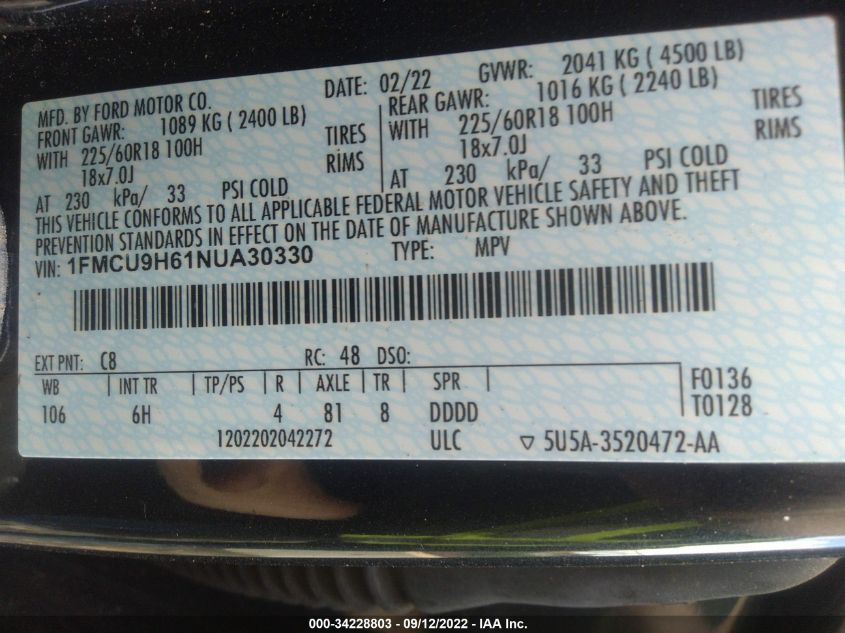 MFD. BY FORD MOTOR CO. DATE: 02/22 GVWR: 2041 KG ( 4500 LB)
FRONT GAWR: 1089 KG ( 2400 LB) REAR GAWR: 1016 KG ( 2240 LB)
WITH 225/60R18 100H TIRES WITH 225/60R18 100H TIRES
18x7.0J RIMS 18x7.0J RIMS
AT 230 kPa/ 33 PSI COLD AT 230 kPa/ 33 PSI COLD
THIS VEHICLE CONFORMS TO ALL APPLICABLE FEDERAL MOTOR VEHICLE SAFETY AND THEFT
PREVENTION STANDARDS IN EFFECT ON THE DATE OF MANUFACTURE SHOWN ABOVE.
VIN: 1FMCU9H61NUA30330 TYPE: MPV
EXT PNT: C8 RC: 48 DSO:
WB INT TR TP/PS R AXLE TR SPR F0136
106 6H 4 81 8 DDDD T0128
1202202042272 ULC ▽ 5U5A-3520472-AA
000-34228803 - 09/12/2022 - IAA Inc.